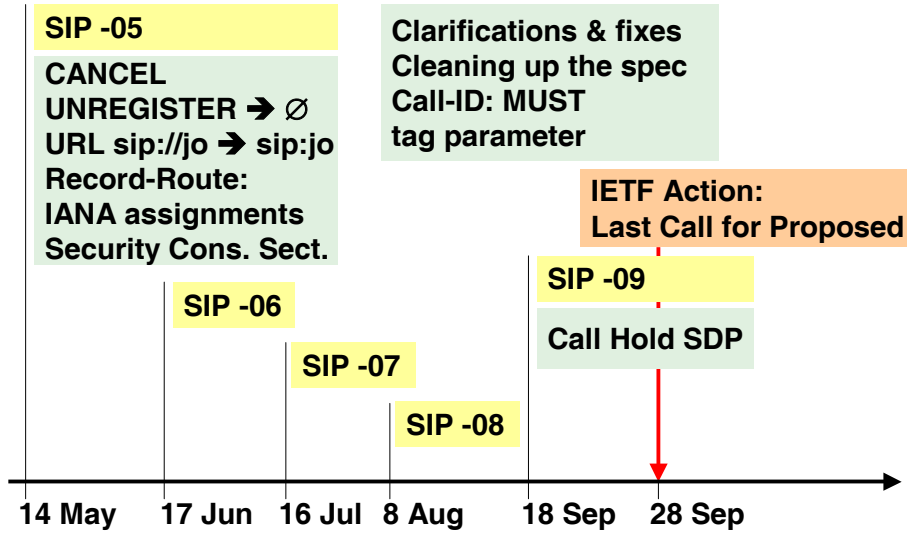 SIP -05
CANCEL
UNREGISTER ➔ ∅
URL sip://jo ➔ sip:jo
Record-Route:
IANA assignments
Security Cons. Sect.
Clarifications & fixes
Cleaning up the spec
Call-ID: MUST
tag parameter
IETF Action:
Last Call for Proposed
SIP -06
SIP -07
SIP -08
SIP -09
Call Hold SDP
14 May
17 Jun
16 Jul
8 Aug
18 Sep
28 Sep